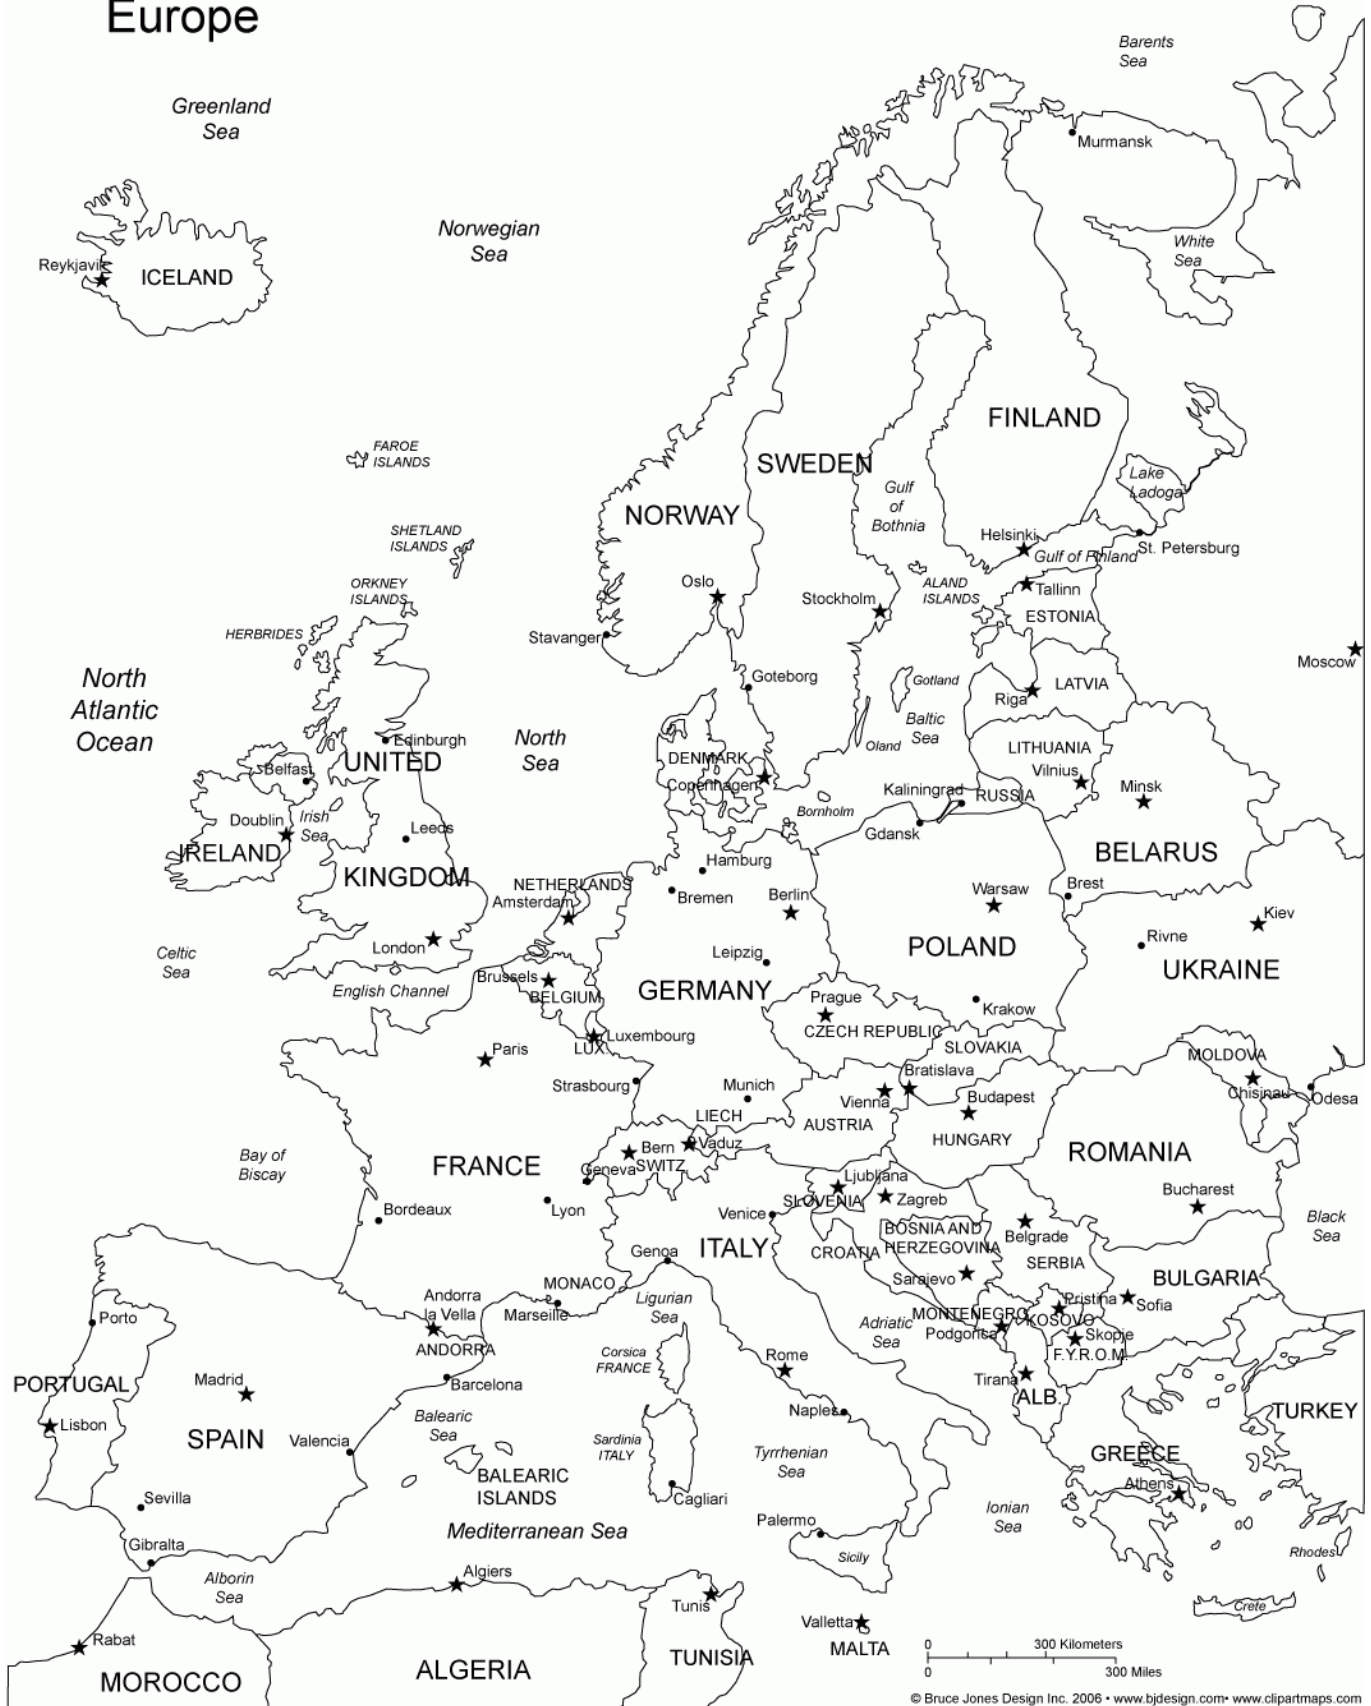 Europe
Barents
Sea
Greenland
Sea
Murmansk
Norwegian
Sea
White
Sea
Reykjavik
ICELAND
FINLAND
FAROE
ISLANDS
SWEDEN
Lake
Ladoga
Gulf
of
Bothnia
NORWAY
SHETLAND
ISLANDS
Helsinki
Gulf of Finland
St. Petersburg
ORKNEY
ISLANDS
Oslo
Stockholm
ALAND
ISLANDS
Tallinn
ESTONIA
HERBRIDES
Stavanger
Moscow
North
Atlantic
Ocean
Goteborg
Gotland
Riga
LATVIA
Baltic
Sea
Edinburgh
UNITED
North
Sea
Oland
LITHUANIA
Vilnius
DENMARK
Copenhagen
Belfast
Kaliningrad
RUSSIA
Minsk
Doublin
Irish
Sea
Leeds
Bornholm
Gdansk
IRELAND
KINGDOM
Hamburg
BELARUS
NETHERLANDS
Amsterdam
Bremen
Berlin
Warsaw
Brest
Kiev
London
Celtic
Sea
Leipzig
POLAND
Rivne
UKRAINE
English Channel
Brussels
BELGIUM
GERMANY
Prague
CZECH REPUBLIC
Krakow
Luxembourg
LUX.
SLOVAKIA
MOLDOVA
Paris
Strasbourg
Munich
Bratislava
Vienna
Budapest
Chisinau
Odesa
LIECH
AUSTRIA
HUNGARY
Bern
Vaduz
SWITZ.
Geneva
ROMANIA
Bay of
Biscay
FRANCE
Ljubljana
SLOVENIA
Zagreb
Bucharest
Bordeaux
Lyon
Venice
ITALY
CROATIA
BOSNIA AND
HERZEGOVINA
Belgrade
SERBIA
Black
Sea
Genoa
Sarajevo
BULGARIA
MONACO
Marseille
Ligurian
Sea
Andorra
la Vella
ANDORRA
Porto
Adriatic
Sea
MONTENEGRO
Podgorica
Pristina
KOSOVO
Sofia
Skopje
F.Y.R.O.M.
Corsica
FRANCE
Rome
Tirana
ALB.
PORTUGAL
Madrid
Barcelona
Lisbon
SPAIN
Balearic
Sea
Naples
TURKEY
Valencia
Sardinia
ITALY
Tyrrhenian
Sea
GREECE
BALEARIC
ISLANDS
Athens
Sevilla
Cagliari
Ionian
Sea
Mediterranean Sea
Palermo
Gibralta
Sicily
Rhodes
Alborin
Sea
Algiers
Tunis
Crete
Valletta
MALTA
Rabat
MOROCCO
ALGERIA
TUNISIA
0 300 Kilometers
0 300 Miles
© Bruce Jones Design Inc. 2006 • www.bjdesign.com • www.clipartmaps.com